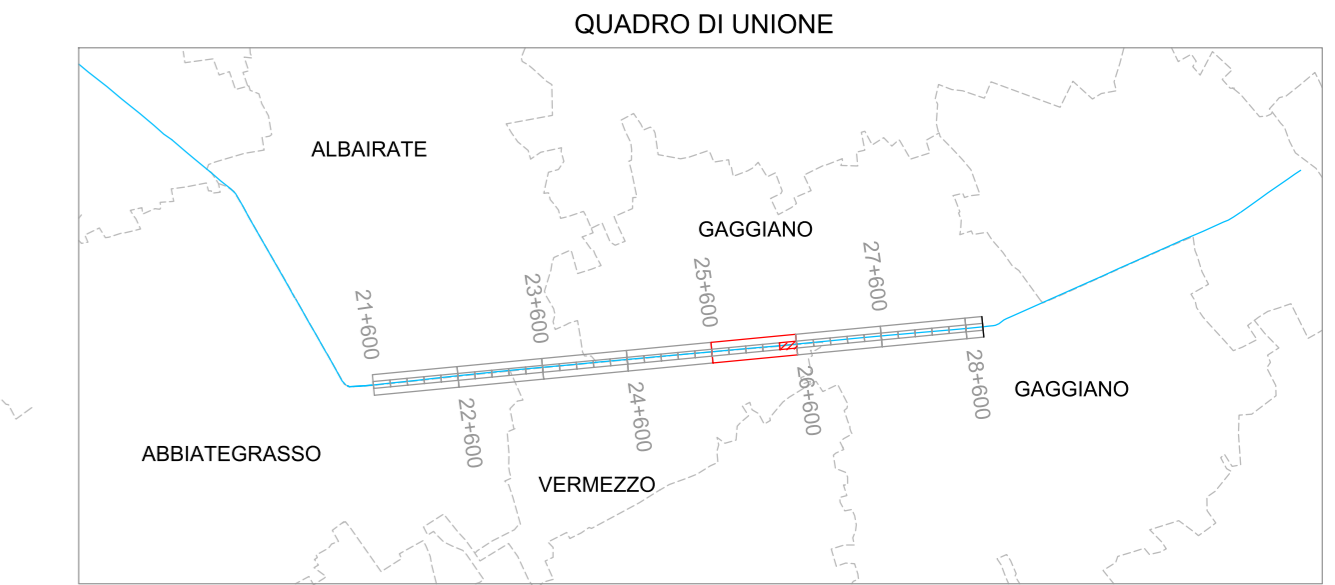 QUADRO DI UNIONE
ALBAIRATE
GAGGIANO
21+600
23+600
25+600
27+600
22+600
24+600
26+600
28+600
GAGGIANO
ABBIATEGRASSO
VERMEZZO